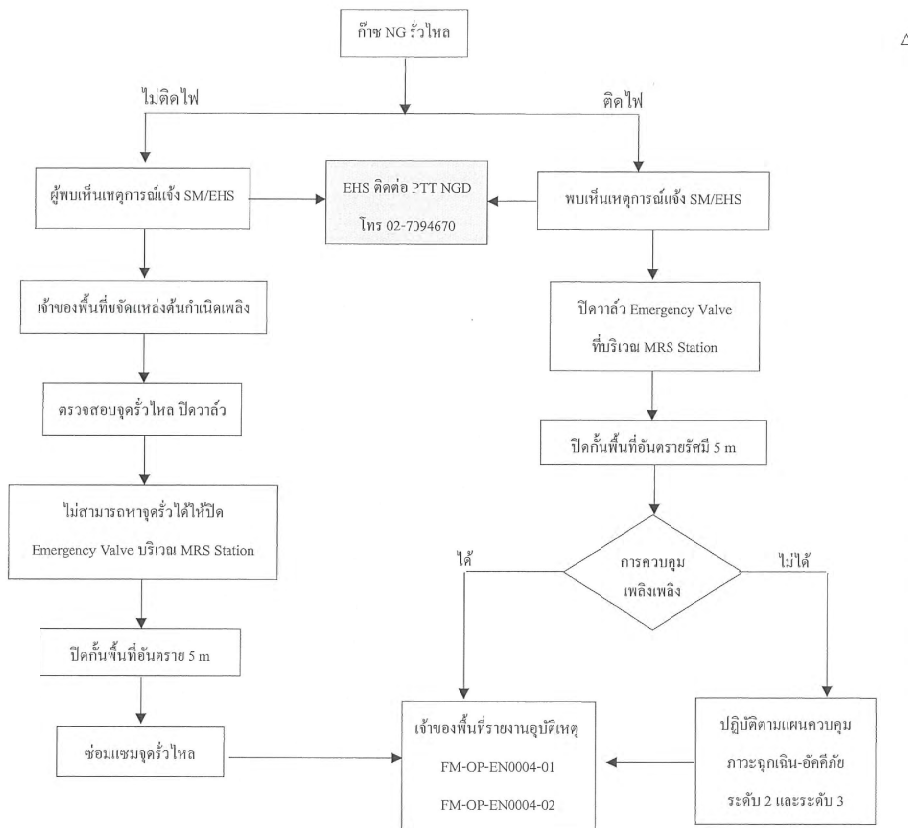 ก๊าซ NG รั่วไหล
ไม่ติดไฟ
ติดไฟ
ผู้พบเห็นเหตุการณ์แจ้ง SM/EHS
EHS ติดต่อ PTT NGD
โทร 02-7094670
พบเห็นเหตุการณ์แจ้ง SM/EHS
เจ้าของพื้นที่ขจัดแหล่งต้นกำเนิดเพลิง
ปิดวาล์ว Emergency Valve
ที่บริเวณ MRS Station
ตรวจสอบจุดรั่วไหล ปิดวาล์ว
ปิดกั้นพื้นที่อันตรายรัศมี 5 m
ไม่สามารถหาจุดรั่วได้ให้ปิด
Emergency Valve บริเวณ MRS Station
ได้
การควบคุม
เพลิงเพลิง
ไม่ได้
ปิดกั้นพื้นที่อันตราย 5 m
ซ่อมแซมจุดรั่วไหล
เจ้าของพื้นที่รายงานอุบัติเหตุ
FM-OP-EN0004-01
FM-OP-EN0004-02
ปฏิบัติตามแผนควบคุม
ภาวะฉุกเฉิน-อัคคีภัย
ระดับ 2 และระดับ 3